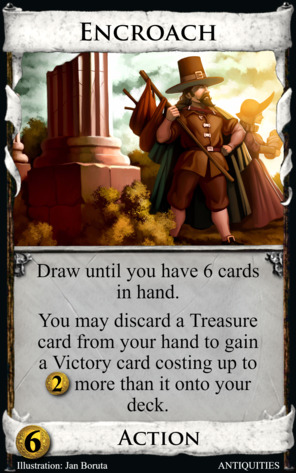 ENCROACH
Draw until you have 6 cards
in hand.
You may discard a Treasure
card from your hand to gain
a Victory card costing up to
2 more than it onto your
deck.
6
ACTION
Illustration: Jan Boruta
ANTIQUITIES